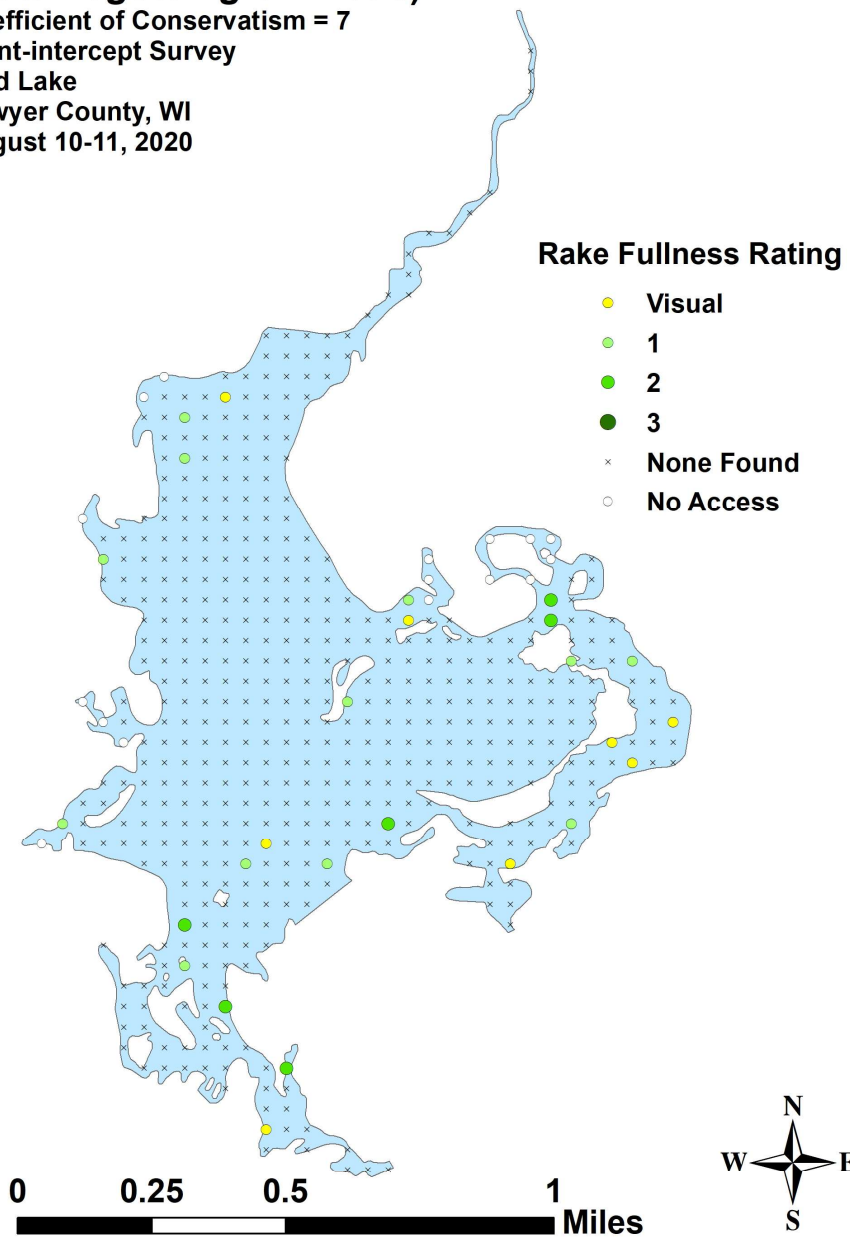 efficient of Conservatism = 7
nt-intercept Survey
d Lake
wyer County, WI
gust 10-11, 2020
Rake Fullness Rating
Visual
1
2
3
None Found
No Access
N
W E
S
0 0.25 0.5 1
Miles